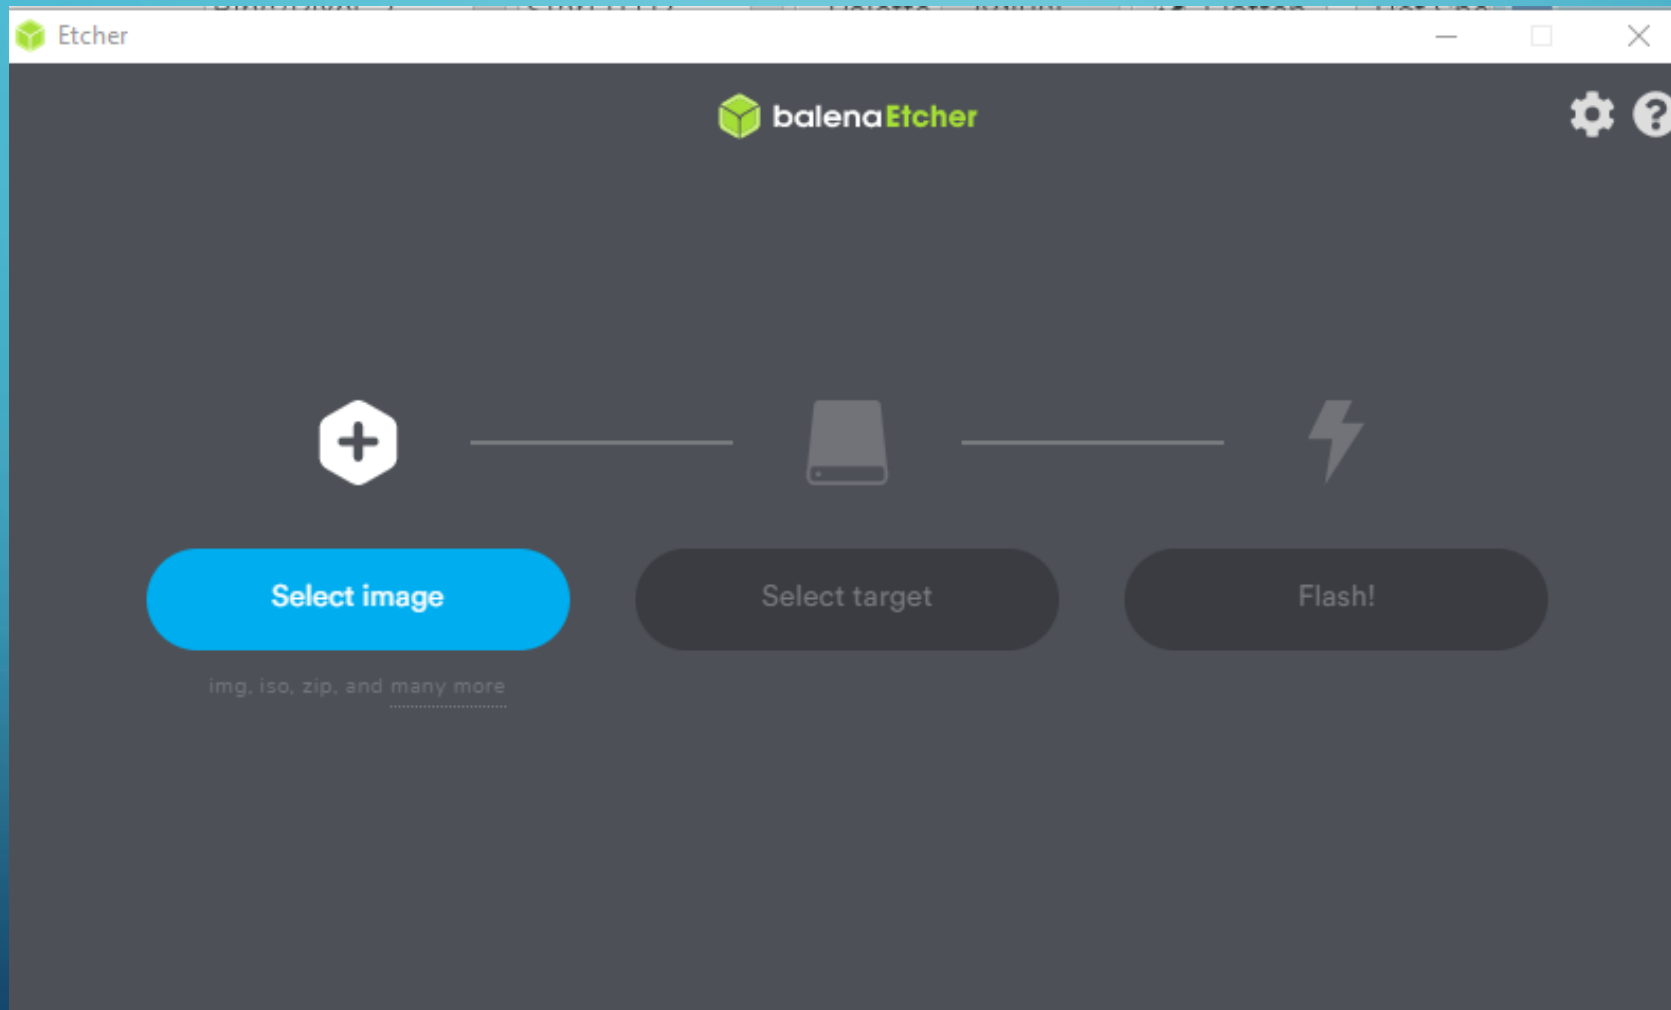 Etcher
balenaEtcher
Select image
Select target
Flash!
img, iso, zip, and many more